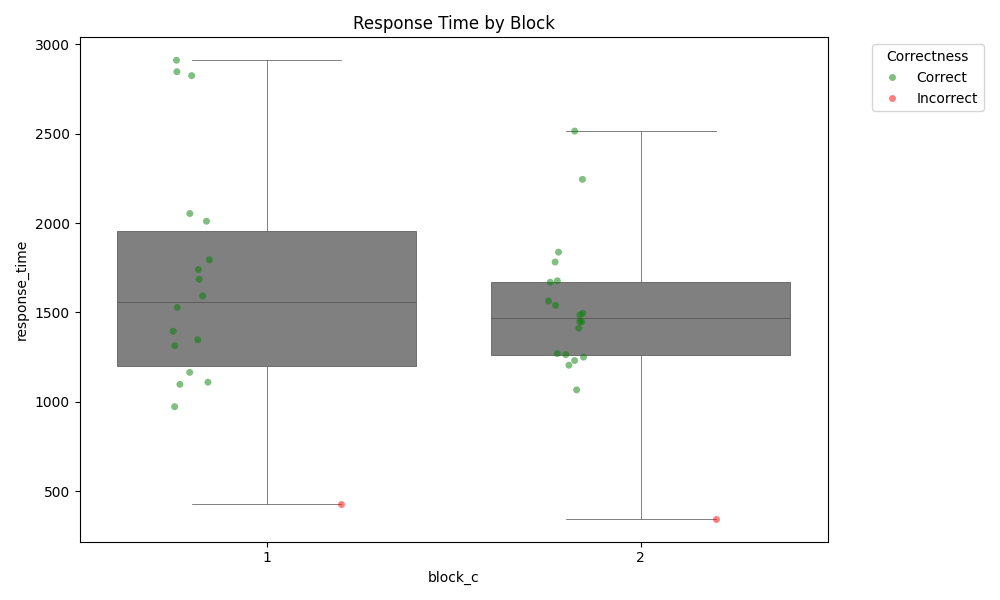 Response Time by Block
Correctness
Correct
Incorrect
response_time
3000
2500
2000
1500
1000
500
1
2
block_c